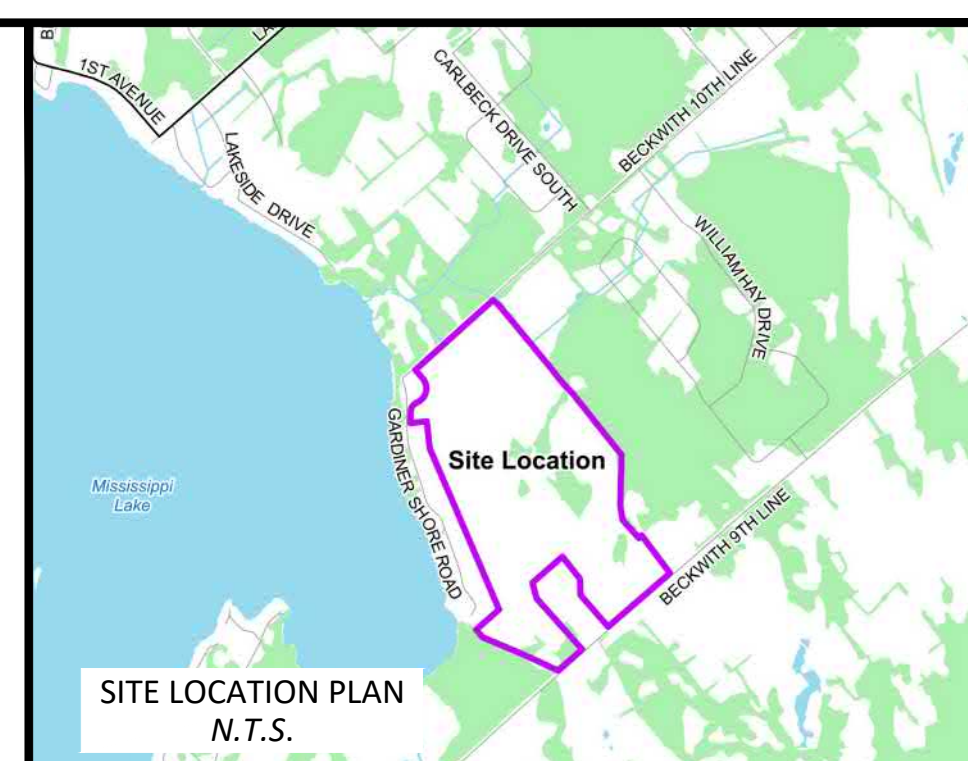 1ST AVENUE
LAKESIDE DRIVE
CARLBECK DRIVE SOUTH
BECKWITH 10TH LINE
WILLIAM HAY DRIVE
GARDINER SHORE ROAD
Site Location
Mississippi
Lake
BECKWITH 9TH LINE
SITE LOCATION PLAN
N.T.S.